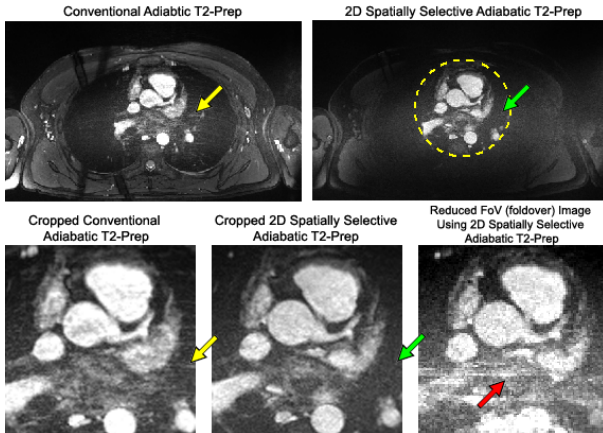 Conventional Adiabtic T2-Prep
2D Spatially Selective Adiabatic T2-Prep
Cropped Conventional
Adiabatic T2-Prep
Cropped 2D Spatially Selective
Adiabatic T2-Prep
Reduced FoV (foldover) Image
Using 2D Spatially Selective
Adiabatic T2-Prep